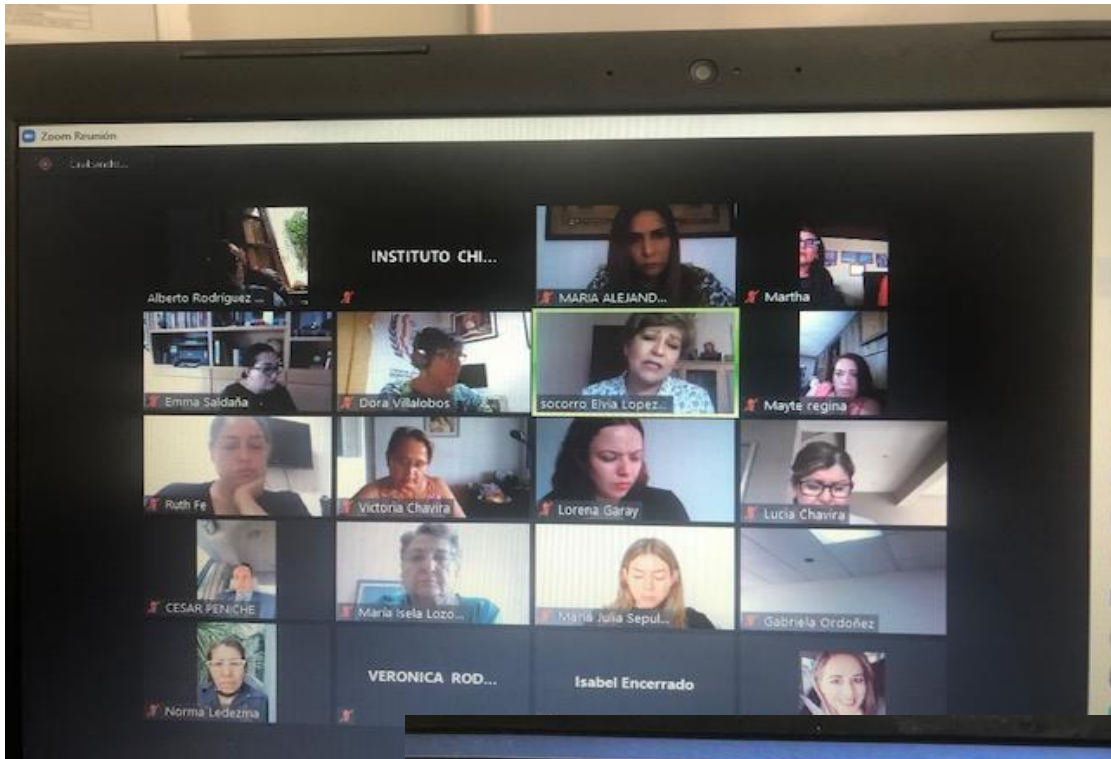 Zoom Reunión
INSTITUTO CHI...
Alberto Rodríguez ...
MARIA ALEJAND...
Martha
Emma Saldaña
Dora Villalobos
socorro Elvia Lopez...
Mayte regina
Ruth Fe
Victoria Chavira
Lorena Garay
Lucia Chavira
CESAR PENICHE
María Isela Lozo...
Maria Julia Sepul...
Gabriela Ordoñez
Norma Ledezma
VERONICA ROD...
Isabel Encerrado